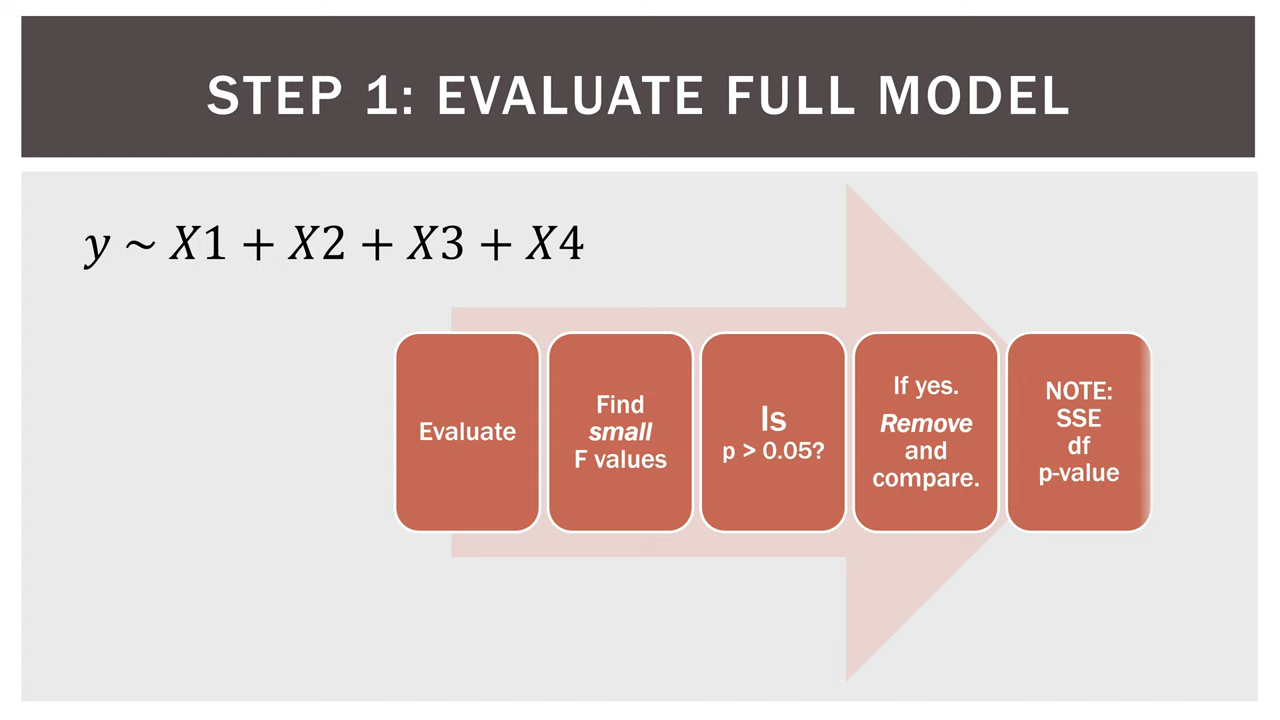 STEP 1: EVALUATE FULL MODEL
y ~ X1 + X2 + X3 + X4
Evaluate
Find
small
F values
Is
p > 0.05?
If yes.
Remove
and
compare.
NOTE:
SSE
df
p-value